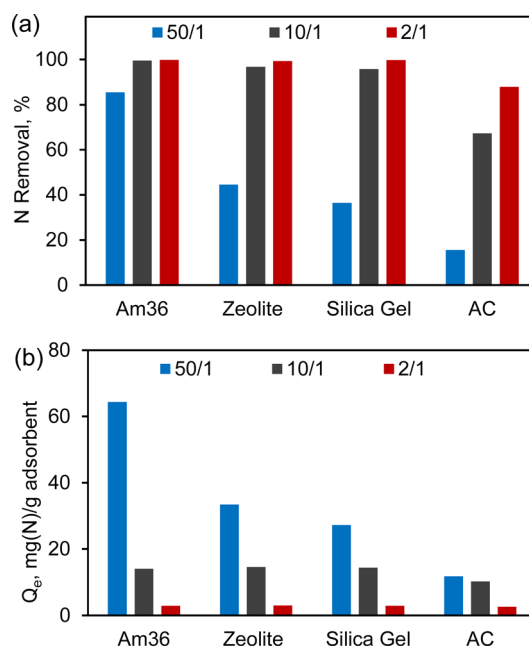 (a)
50/1 10/1 2/1
N Removal, %
100
80
60
40
20
0
Am36 Zeolite Silica Gel AC
(b)
50/1 10/1 2/1
Qe, mg(N)/g adsorbent
80
60
40
20
0
Am36 Zeolite Silica Gel AC